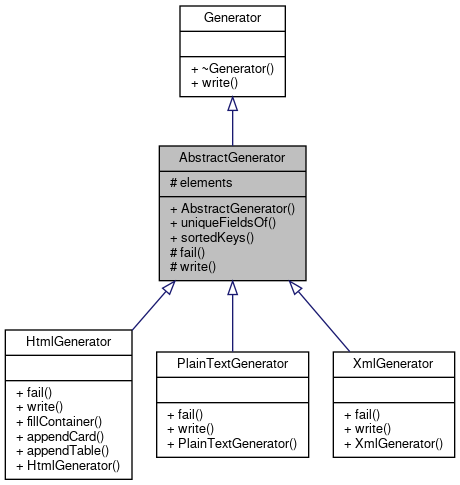 Generator
+ ~Generator()
+ write()
AbstractGenerator
# elements
+ AbstractGenerator()
+ uniqueFieldsOf()
+ sortedKeys()
# fail()
# write()
HtmlGenerator
+ fail()
+ write()
+ fillContainer()
+ appendCard()
+ appendTable()
+ HtmlGenerator()
PlainTextGenerator
+ fail()
+ write()
+ PlainTextGenerator()
XmlGenerator
+ fail()
+ write()
+ XmlGenerator()